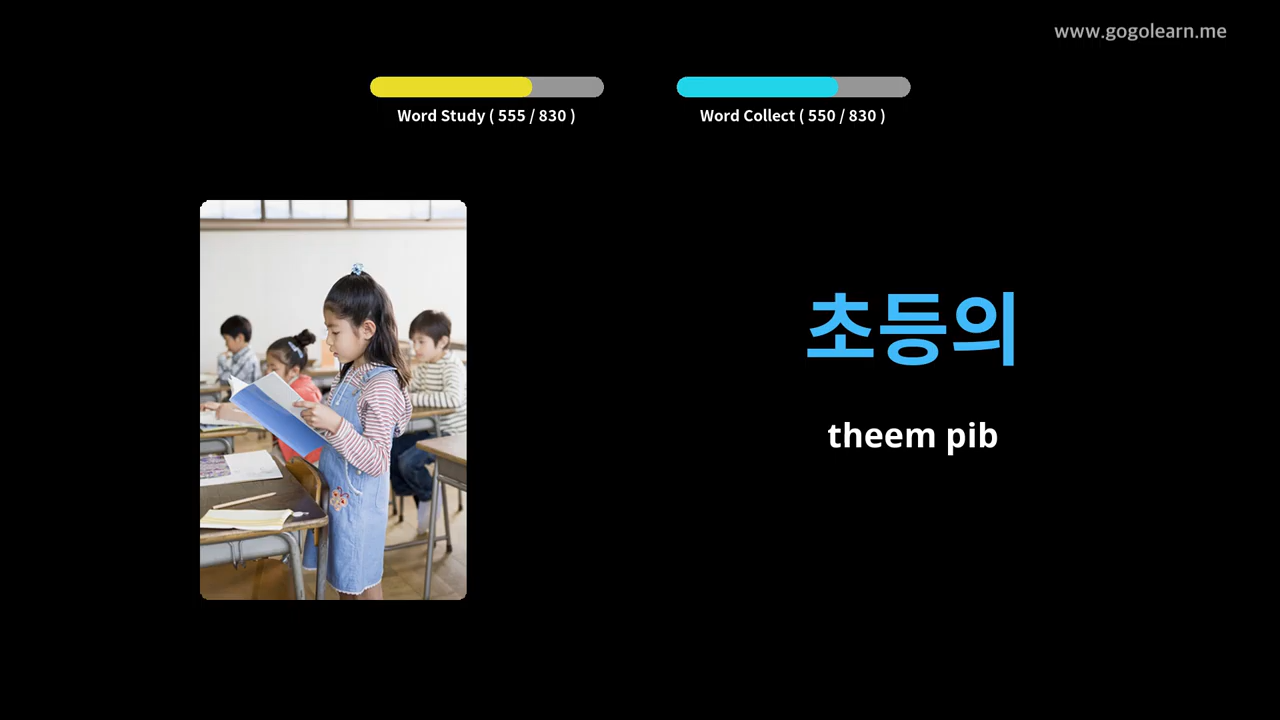 www.gogolearn.me
Word Study ( 555 / 830 )
Word Collect ( 550 / 830 )
초등의
theem pib